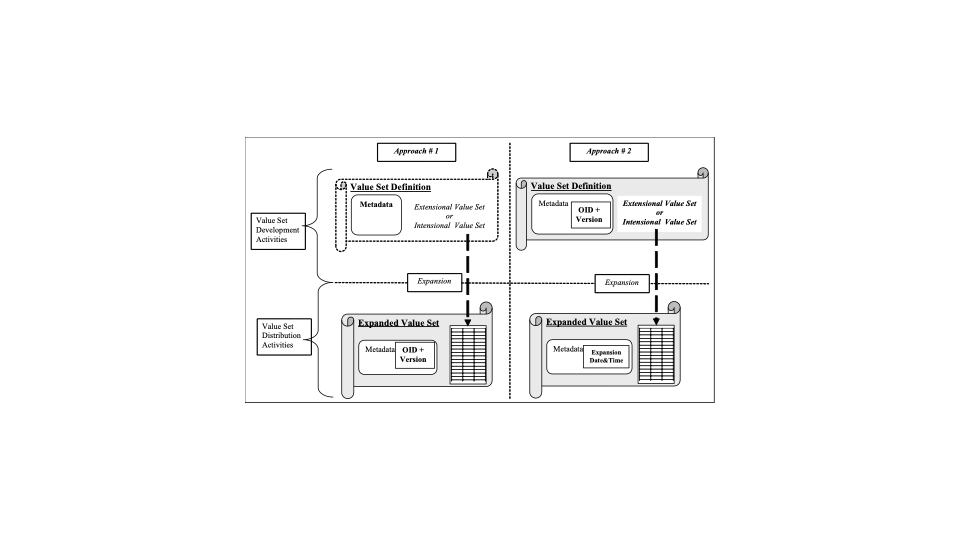 Approach # 1
Approach # 2
Value Set Definition
Metadata
Extensional Value Set
or
Intensional Value Set
Value Set Definition
Metadata
OID +
Version
Extensional Value Set
or
Intensional Value Set
Value Set
Development
Activities
Expansion
Expansion
Value Set
Distribution
Activities
Expanded Value Set
Metadata
OID +
Version
Expanded Value Set
Metadata
Expansion
Date&Time